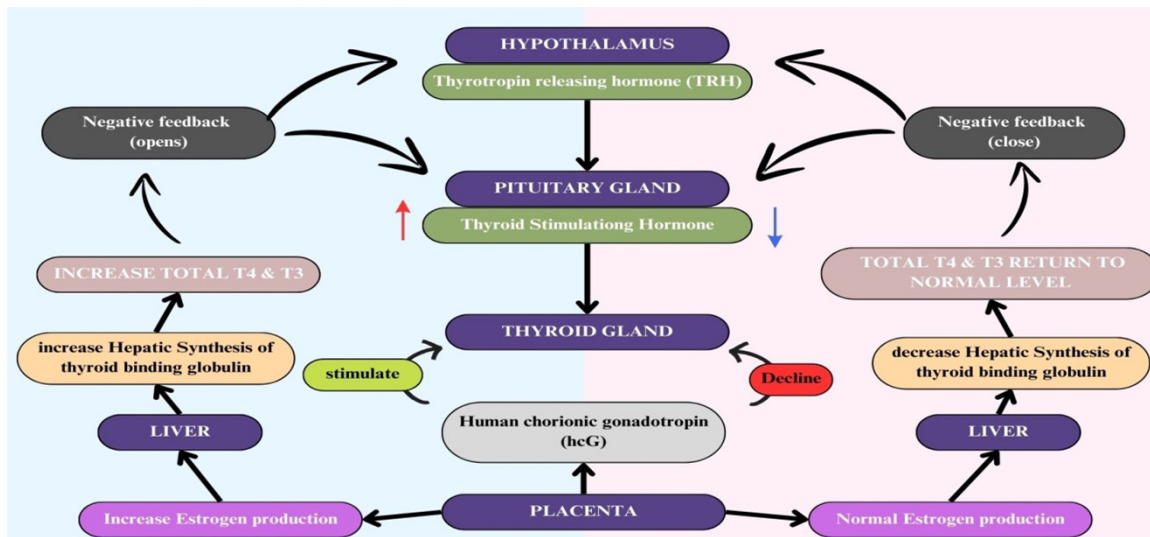 HYPOTHALAMUS
Thyrotropin releasing hormone (TRH)
Negative feedback
(opens)
Negative feedback
(close)
PITUITARY GLAND
Thyroid Stimulationg Hormone
INCREASE TOTAL T4 & T3
TOTAL T4 & T3 RETURN TO
NORMAL LEVEL
THYROID GLAND
increase Hepatic Synthesis of
thyroid binding globulin
decrease Hepatic Synthesis of
thyroid binding globulin
stimulate
Decline
LIVER
Human chorionic gonadotropin
(hcG)
LIVER
Increase Estrogen production
PLACENTA
Normal Estrogen production